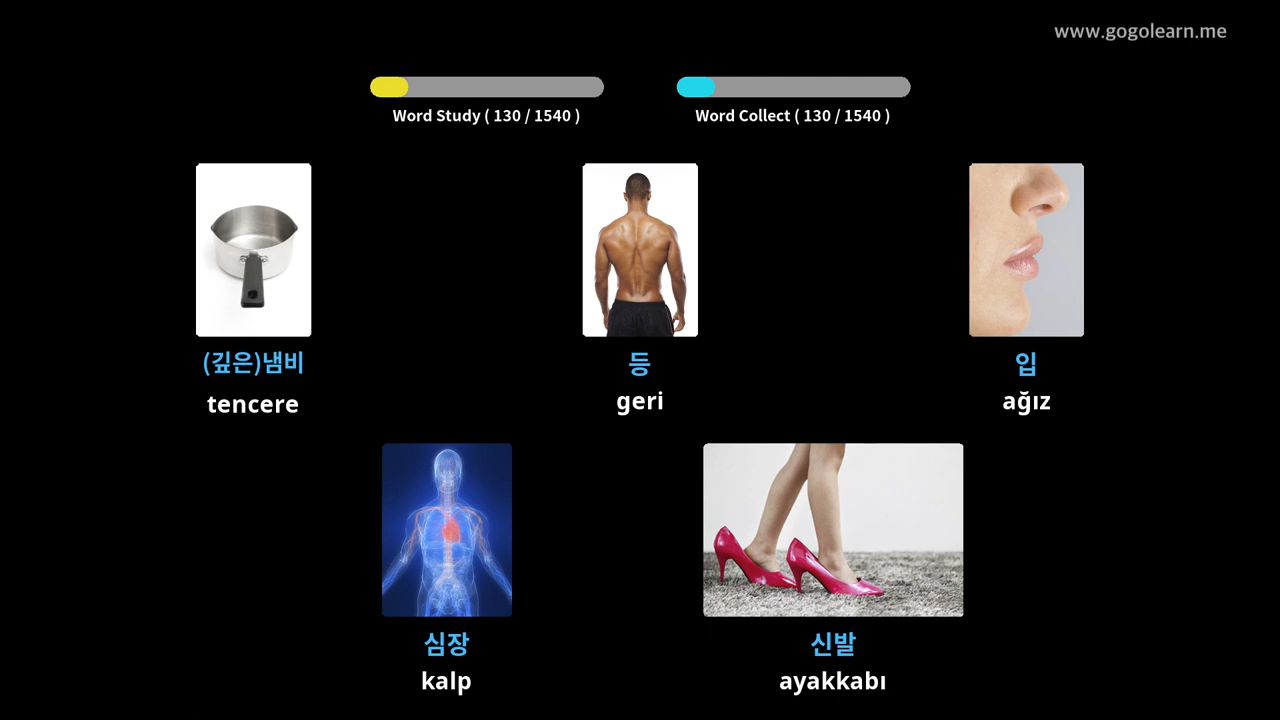 www.gogolearn.me
Word Study ( 130 / 1540 )
Word Collect ( 130 / 1540 )
(깊은)냄비
등
입
tencere
geri
ağız
심장
신발
kalp
ayakkabı